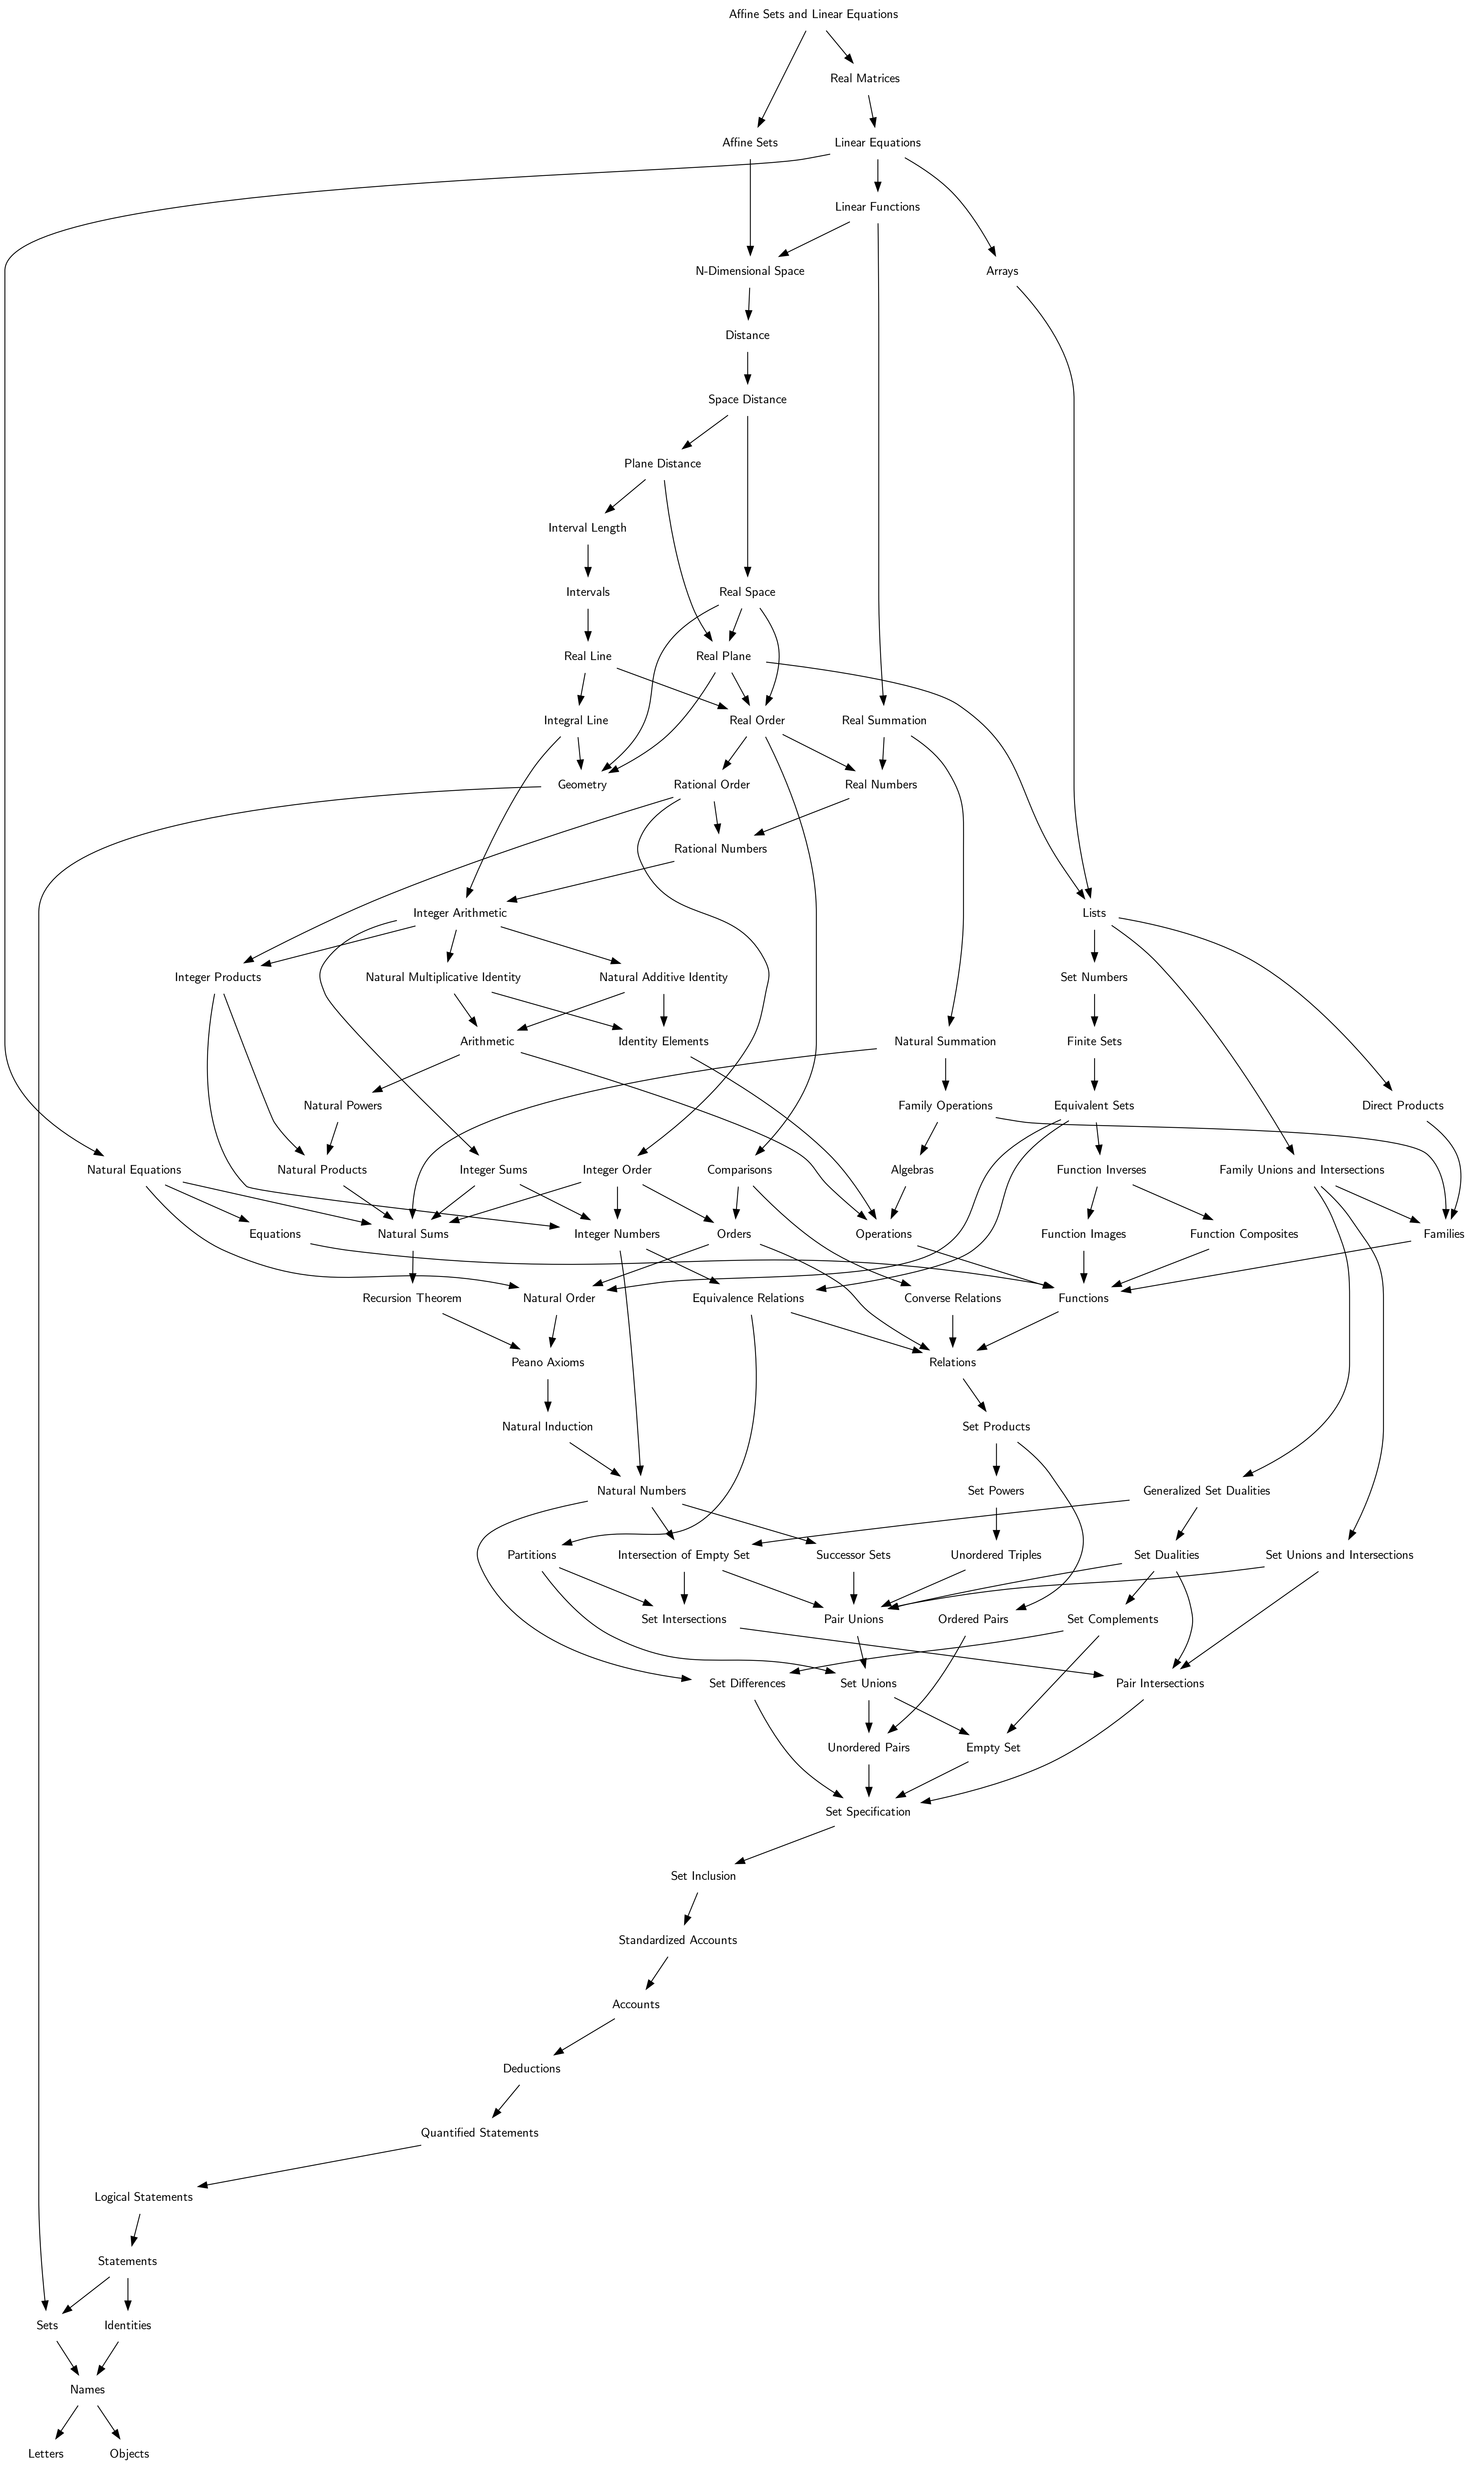 Affine Sets and Linear Equations
Real Matrices
Affine Sets
Linear Equations
Linear Functions
N-Dimensional Space
Arrays
Distance
Space Distance
Plane Distance
Interval Length
Intervals
Real Space
Real Line
Real Plane
Integral Line
Real Order
Real Summation
Geometry
Rational Order
Real Numbers
Rational Numbers
Integer Arithmetic
Lists
Integer Products
Natural Multiplicative Identity
Natural Additive Identity
Set Numbers
Arithmetic
Identity Elements
Natural Summation
Finite Sets
Natural Powers
Family Operations
Equivalent Sets
Direct Products
Natural Equations
Natural Products
Integer Sums
Integer Order
Comparisons
Algebras
Function Inverses
Family Unions and Intersections
Equations
Natural Sums
Integer Numbers
Orders
Operations
Function Images
Function Composites
Families
Recursion Theorem
Natural Order
Equivalence Relations
Converse Relations
Functions
Peano Axioms
Relations
Natural Induction
Set Products
Natural Numbers
Set Powers
Generalized Set Dualities
Partitions
Intersection of Empty Set
Successor Sets
Unordered Triples
Set Dualities
Set Unions and Intersections
Set Intersections
Pair Unions
Ordered Pairs
Set Complements
Set Differences
Set Unions
Pair Intersections
Unordered Pairs
Empty Set
Set Specification
Set Inclusion
Standardized Accounts
Accounts
Deductions
Quantified Statements
Logical Statements
Statements
Sets
Identities
Names
Letters
Objects